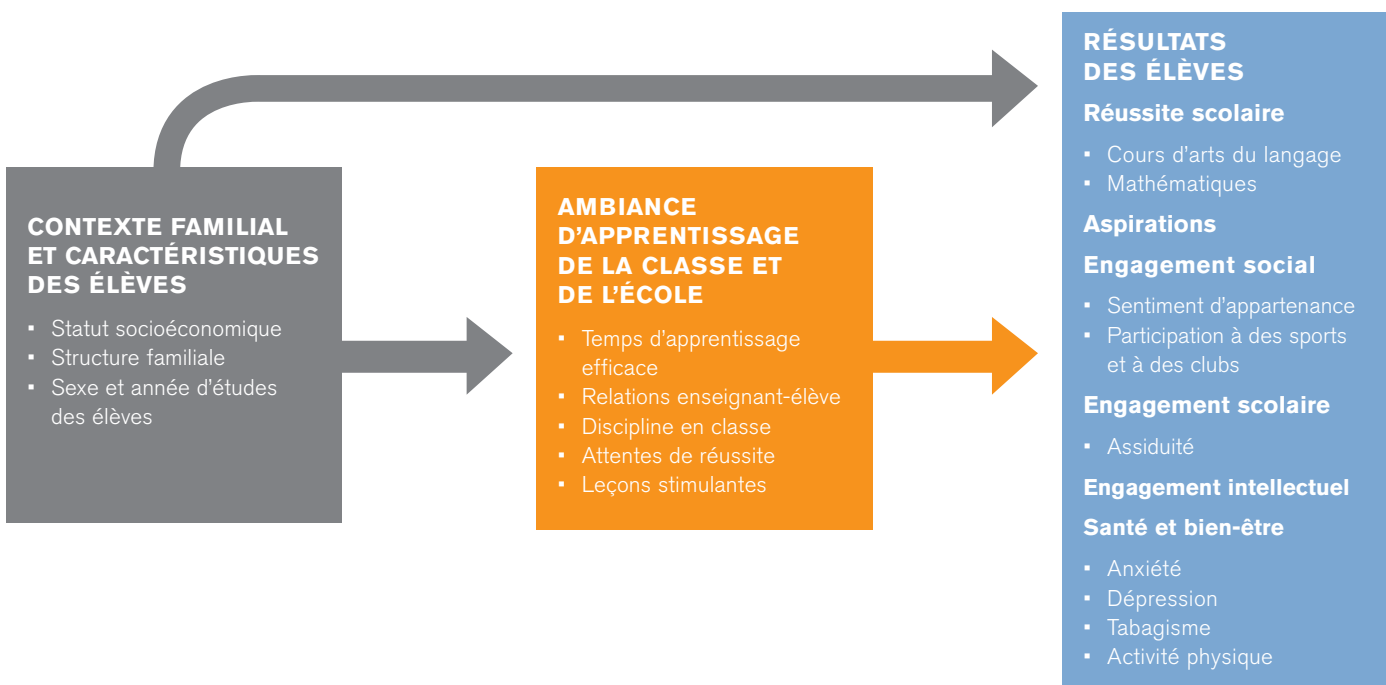 CONTEXTE FAMILIAL
ET CARACTÉRISTIQUES
DES ÉLÈVES
▪ Statut socioéconomique
▪ Structure familiale
▪ Sexe et année d’études
des élèves
AMBIANCE
D’APPRENTISSAGE
DE LA CLASSE ET
DE L’ÉCOLE
▪ Temps d’apprentissage
efficace
▪ Relations enseignant-élève
▪ Discipline en classe
▪ Attentes de réussite
▪ Leçons stimulantes
RÉSULTATS
DES ÉLÈVES
Réussite scolaire
▪ Cours d’arts du langage
▪ Mathématiques
Aspirations
Engagement social
▪ Sentiment d’appartenance
▪ Participation à des sports
et à des clubs
Engagement scolaire
▪ Assiduité
Engagement intellectuel
Santé et bien-être
▪ Anxiété
▪ Dépression
▪ Tabagisme
▪ Activité physique